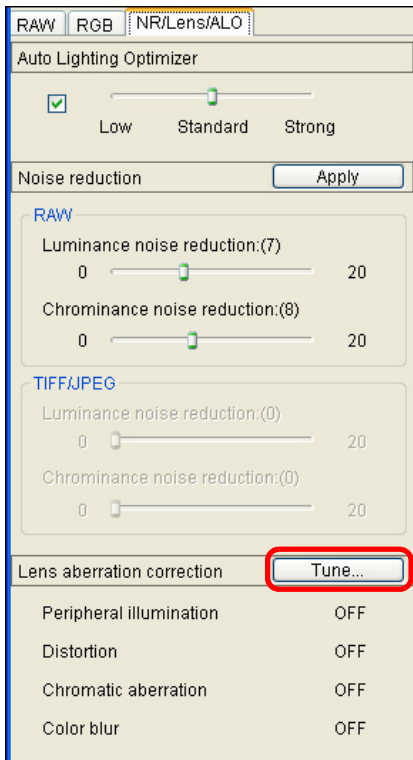 RAW RGB NR/Lens/ALO
Auto Lighting Optimizer
Low Standard Strong
Noise reduction Apply
RAW
Luminance noise reduction:(7)
0 20
Chrominance noise reduction:(8)
0 20
TIFF/JPEG
Luminance noise reduction:(0)
0 20
Chrominance noise reduction:(0)
0 20
Lens aberration correction Tune...
Peripheral illumination OFF
Distortion OFF
Chromatic aberration OFF
Color blur OFF